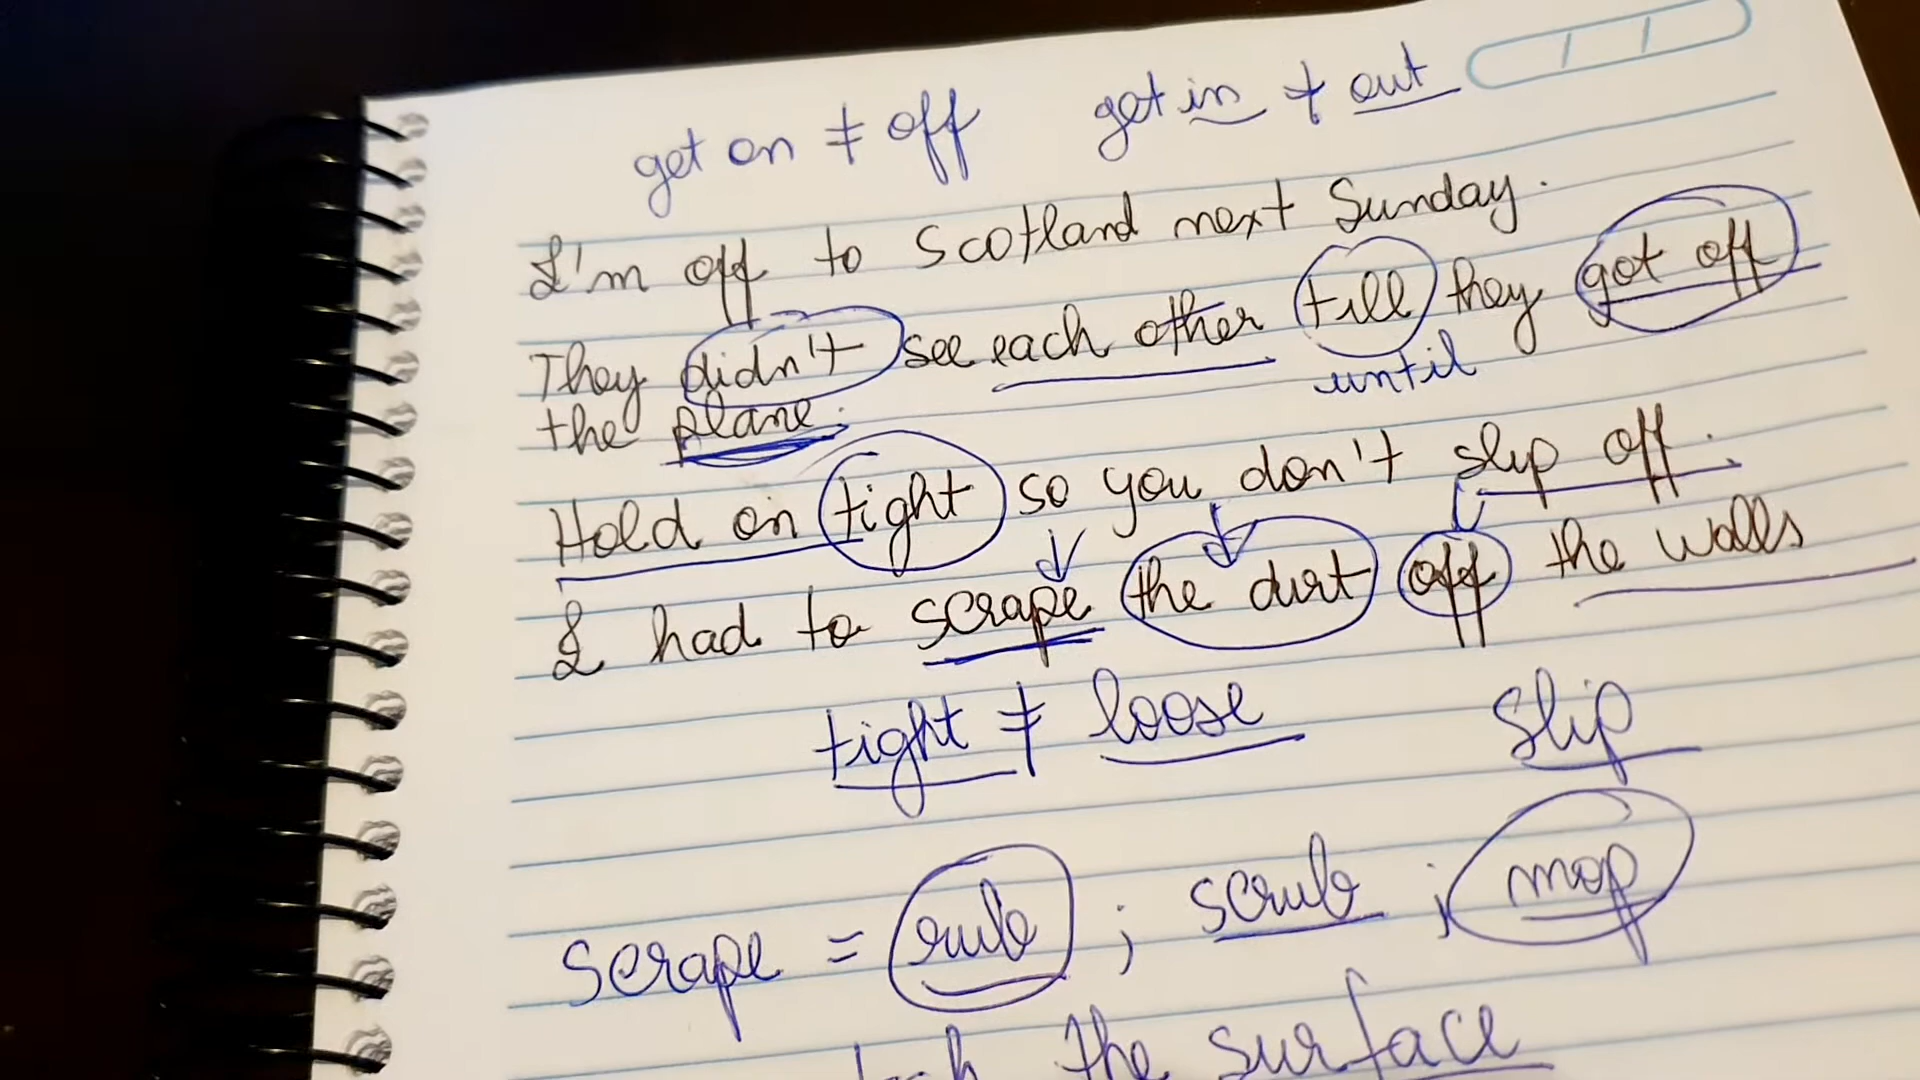 get on ≠ off get in ≠ out
I'm off to Scotland next Sunday.
They didn't see each other till they got off
until
the plane.
Hold on tight so you don't slip off.
I had to scrape the dirt off the walls
tight ≠ loose slip
scrape = rub ; scrub ; mop
the surface